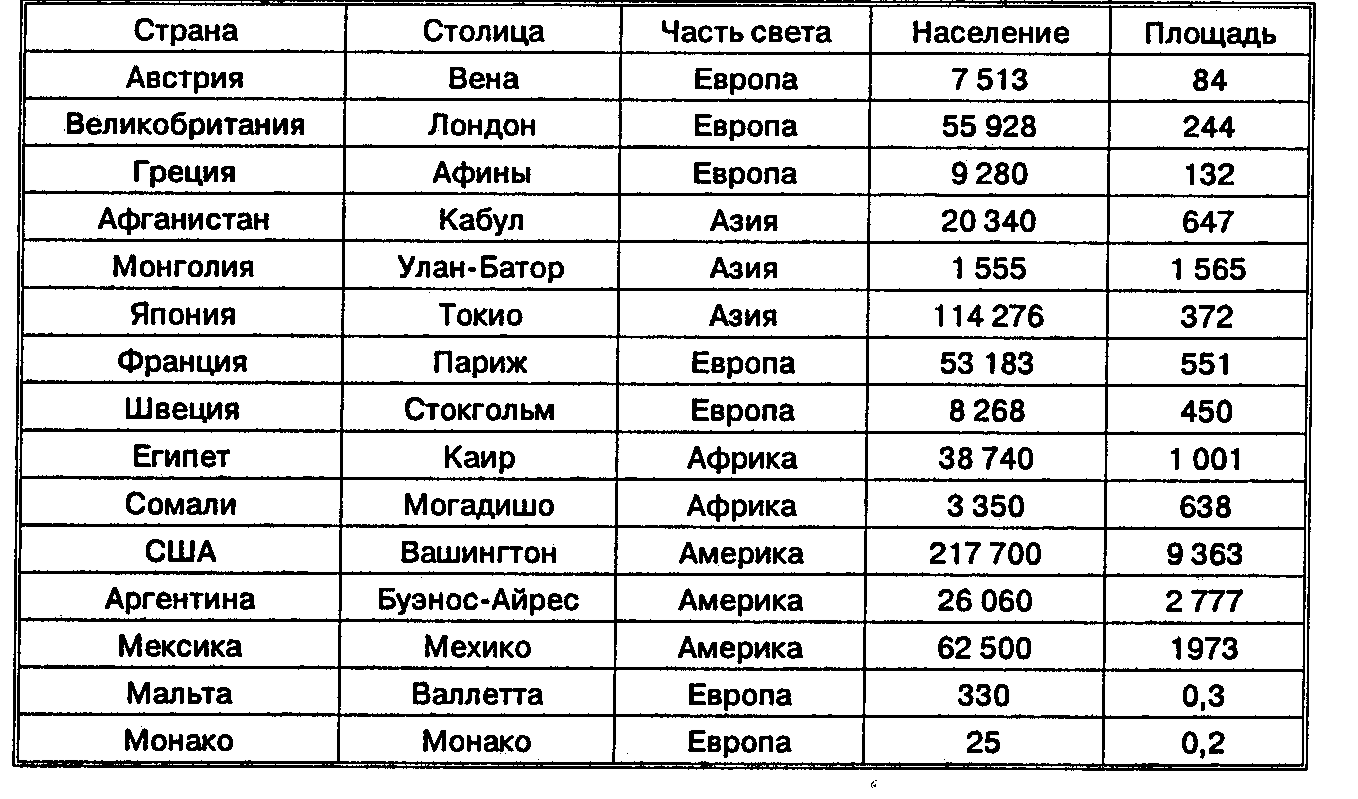 Страна Столица Часть света Население Площадь
Австрия Вена Европа 7 513 84
Великобритания Лондон Европа 55 928 244
Греция Афины Европа 9 280 132
Афганистан Кабул Азия 20 340 647
Монголия Улан-Батор Азия 1 555 1 565
Япония Токио Азия 114 276 372
Франция Париж Европа 53 183 551
Швеция Стокгольм Европа 8 268 450
Египет Каир Африка 38 740 1 001
Сомали Могадишо Африка 3 350 638
США Вашингтон Америка 217 700 9 363
Аргентина Буэнос-Айрес Америка 26 060 2 777
Мексика Мехико Америка 62 500 1973
Мальта Валлетта Европа 330 0,3
Монако Монако Европа 25 0,2